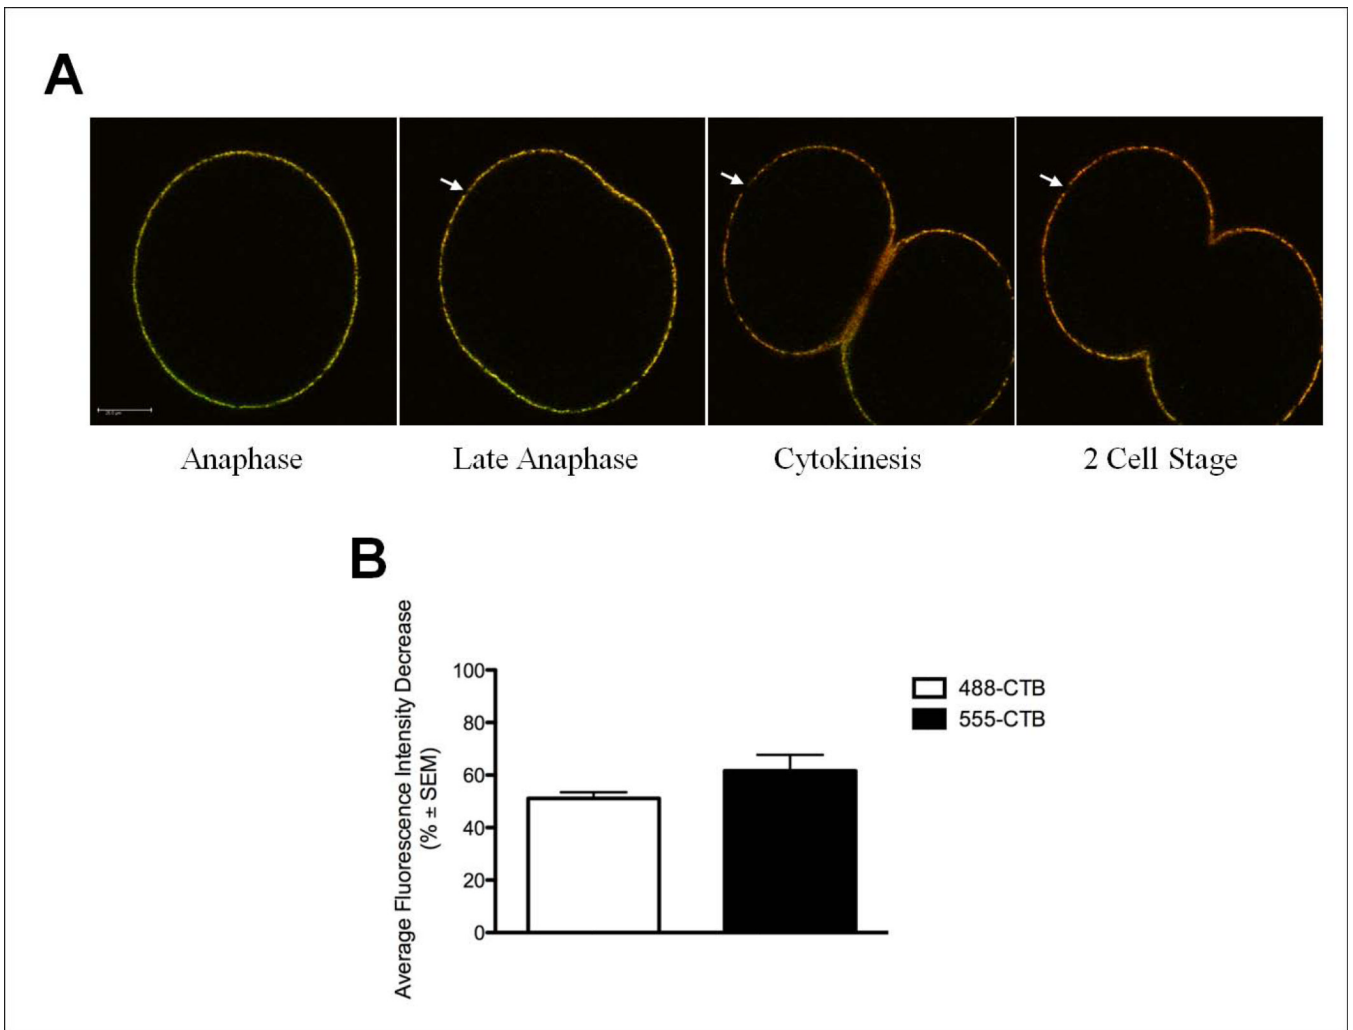 A
Anaphase
Late Anaphase
Cytokinesis
2 Cell Stage
B
Average Fluorescence Intensity Decrease
(% ± SEM)
100
80
60
40
20
0
488-CTB
555-CTB